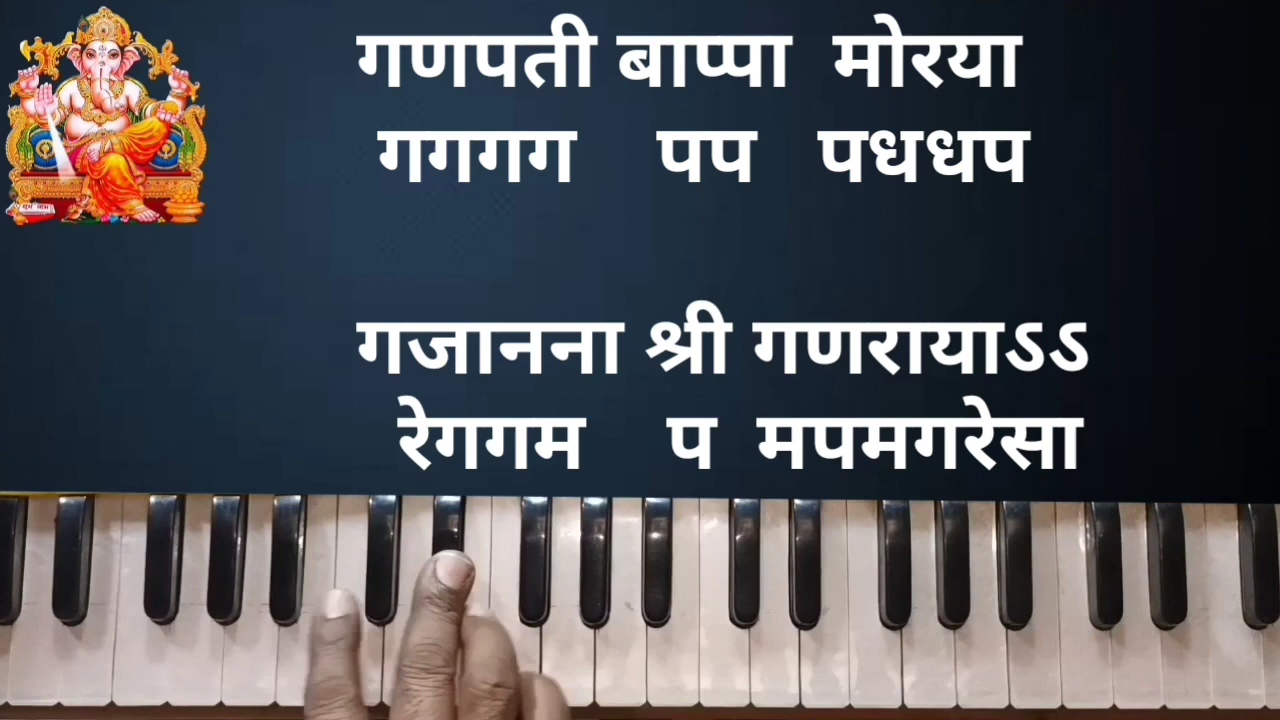 गणपती बाप्पा मोरया
गगगग पप पधधप
गजानना श्री गणरायाऽऽ
रेगगम प मपमगरेसा